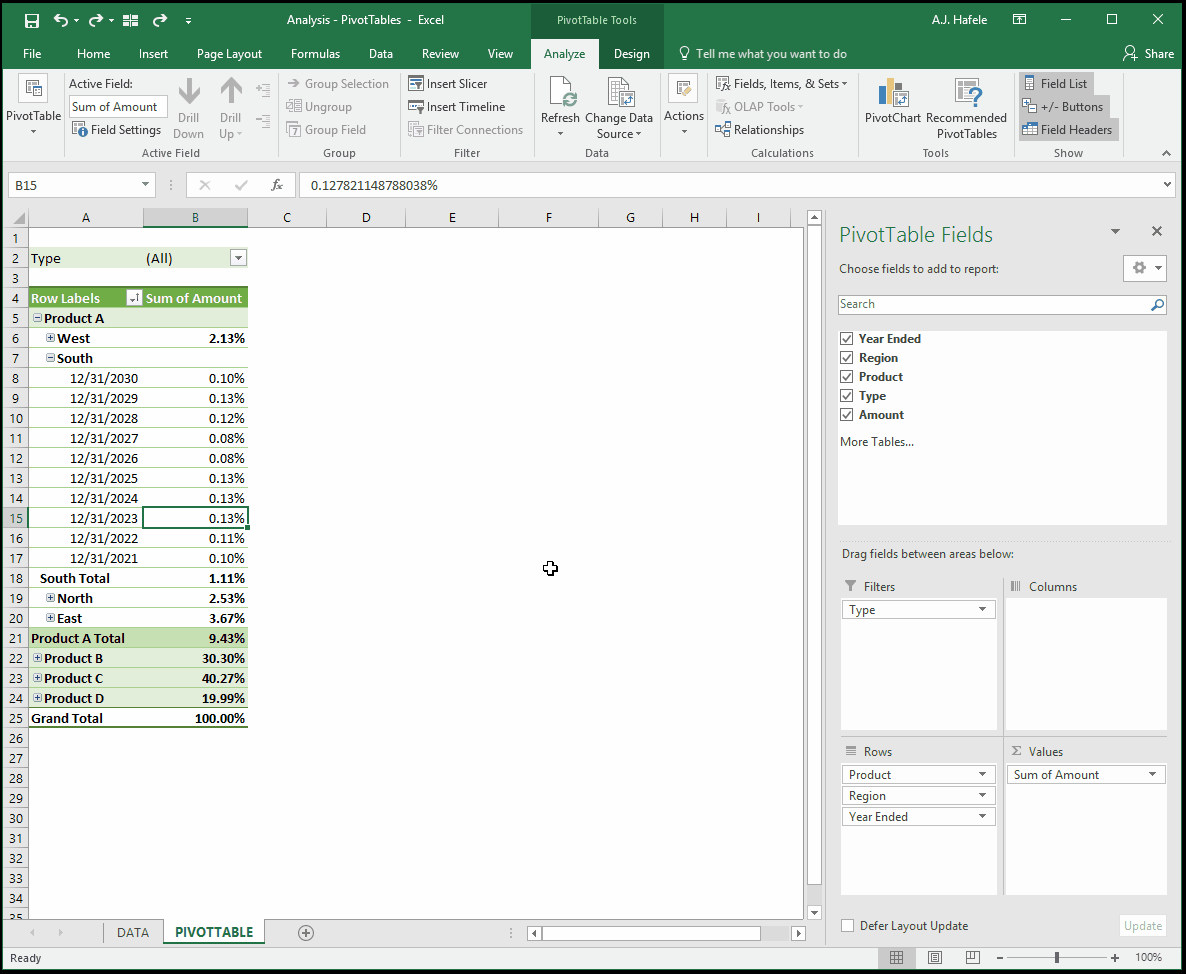 Analysis - PivotTables - Excel
PivotTable Tools
A.J. Hafele
File Home Insert Page Layout Formulas Data Review View Analyze Design Tell me what you want to do Share
PivotTable
Active Field:
Sum of Amount
Field Settings
Drill Down
Drill Up
Active Field
Group Selection
Ungroup
Group Field
Group
Insert Slicer
Insert Timeline
Filter Connections
Filter
Refresh
Change Data Source
Data
Actions
Fields, Items, & Sets
OLAP Tools
Relationships
Calculations
PivotChart
Recommended PivotTables
Tools
Field List
+/- Buttons
Field Headers
Show
B15 fx 0.127821148788038%
A B C D E F G H I
1
2 Type (All)
3
4 Row Labels Sum of Amount
5 Product A
6 West 2.13%
7 South
8 12/31/2030 0.10%
9 12/31/2029 0.13%
10 12/31/2028 0.12%
11 12/31/2027 0.08%
12 12/31/2026 0.08%
13 12/31/2025 0.13%
14 12/31/2024 0.13%
15 12/31/2023 0.13%
16 12/31/2022 0.11%
17 12/31/2021 0.10%
18 South Total 1.11%
19 North 2.53%
20 East 3.67%
21 Product A Total 9.43%
22 Product B 30.30%
23 Product C 40.27%
24 Product D 19.99%
25 Grand Total 100.00%
26
27
28
29
30
31
32
33
34
35
PivotTable Fields
Choose fields to add to report:
Search
Year Ended
Region
Product
Type
Amount
More Tables...
Drag fields between areas below:
Filters
Type
Columns
Rows
Product
Region
Year Ended
Σ Values
Sum of Amount
Defer Layout Update Update
DATA PIVOTTABLE
Ready 100%